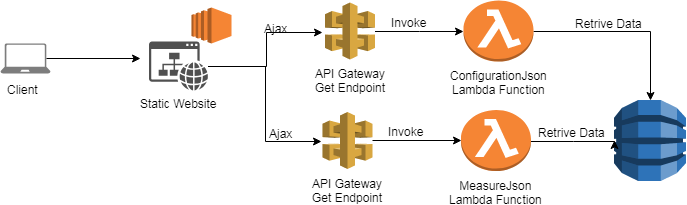 Client
Static Website
Ajax
API Gateway
Get Endpoint
Invoke
ConfigurationJson
Lambda Function
Retrive Data
Ajax
API Gateway
Get Endpoint
Invoke
MeasureJson
Lambda Function
Retrive Data